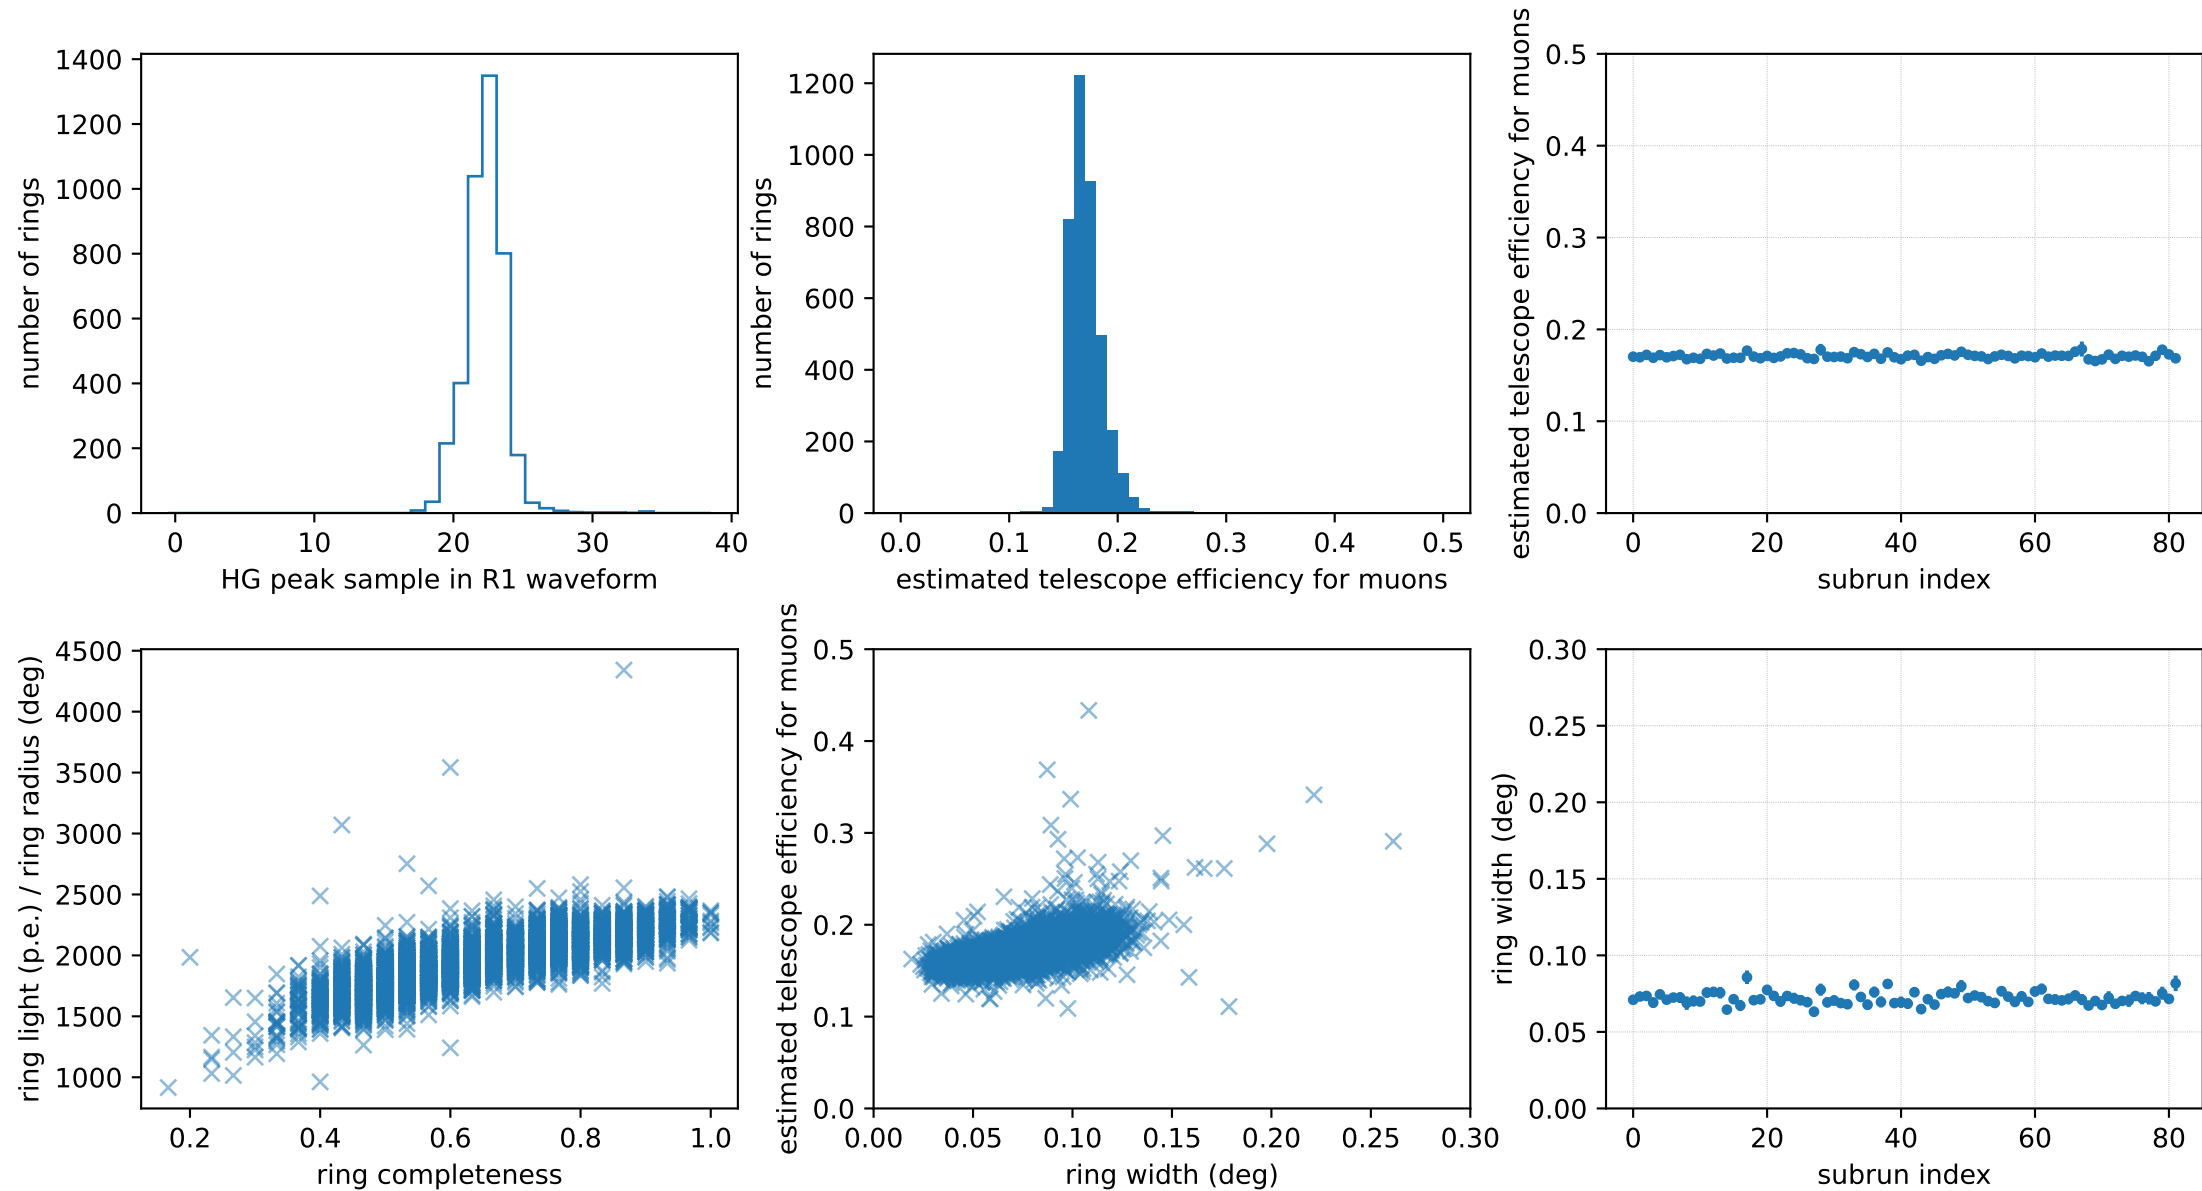 1400
1200
1000
800
600
400
200
0
number of rings
0 10 20 30 40
HG peak sample in R1 waveform
1200
1000
800
600
400
200
0
number of rings
0.0 0.1 0.2 0.3 0.4 0.5
estimated telescope efficiency for muons
0.5
0.4
0.3
0.2
0.1
0.0
estimated telescope efficiency for muons
0 20 40 60 80
subrun index
4500
4000
3500
3000
2500
2000
1500
1000
ring light (p.e.) / ring radius (deg)
0.2 0.4 0.6 0.8 1.0
ring completeness
0.5
0.4
0.3
0.2
0.1
0.0
estimated telescope efficiency for muons
0.00 0.05 0.10 0.15 0.20 0.25 0.30
ring width (deg)
0.30
0.25
0.20
0.15
0.10
0.05
0.00
ring width (deg)
0 20 40 60 80
subrun index